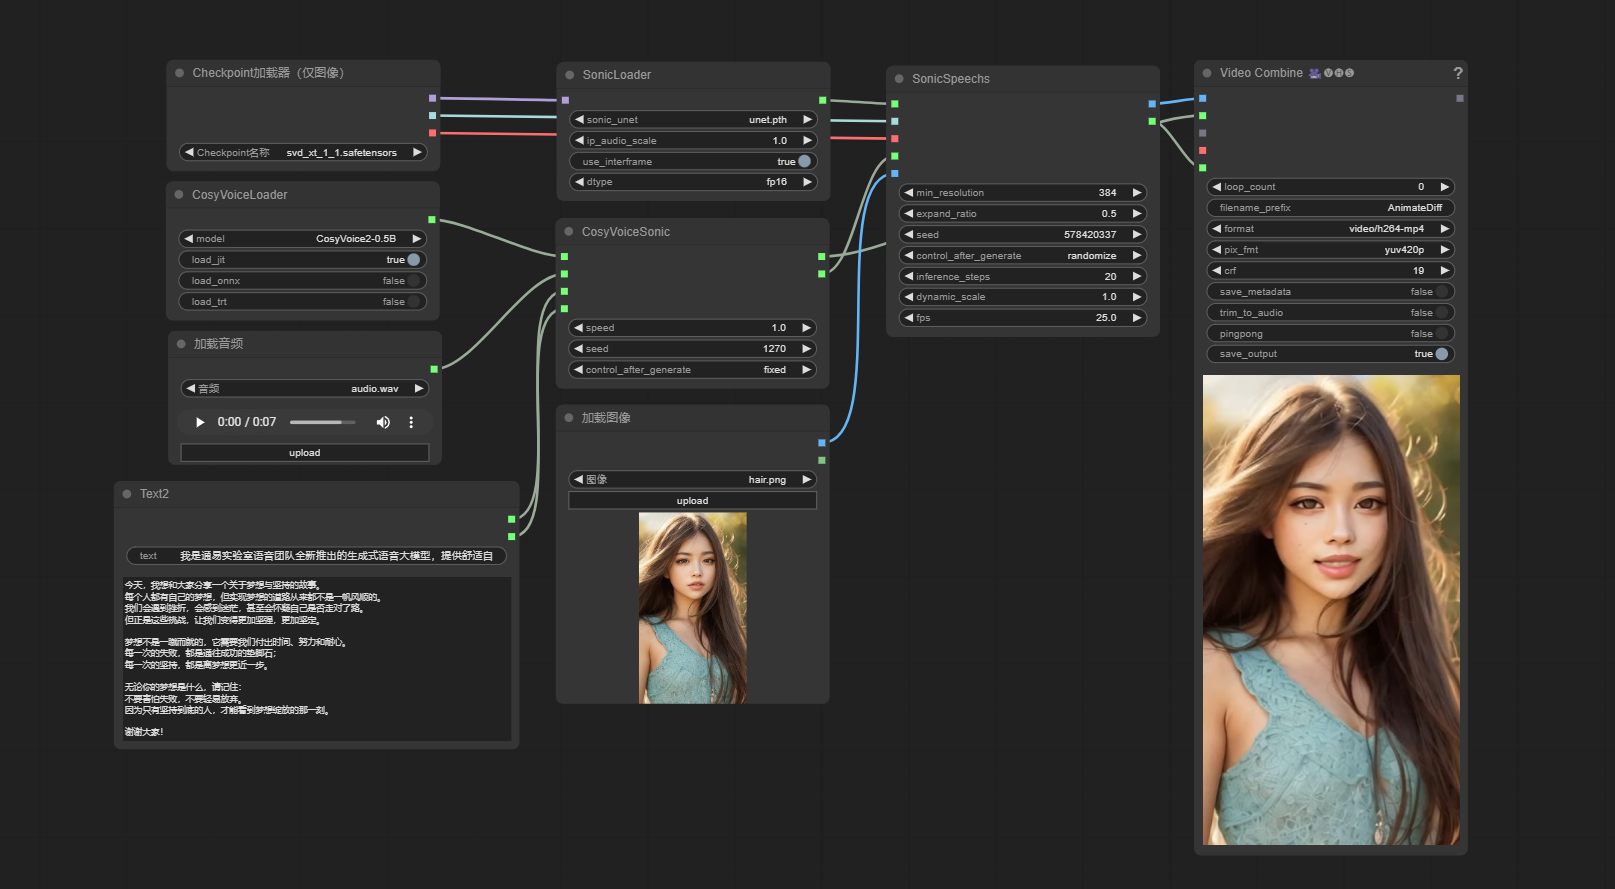 Checkpoint加载器（仅图像）
Checkpoint名称 svd_xt_1_1.safetensors
CosyVoiceLoader
model CosyVoice2-0.5B
load_jit true
load_onnx false
load_trt false
加载音频
音频 audio.wav
0:00 / 0:07
upload
Text2
text 我是通易实验室语音团队全新推出的生成式语音大模型，提供舒适自
今天，我想和大家分享一个关于梦想与坚持的故事。
每个人都有自己的梦想，但实现梦想的道路从来都不是一帆风顺的。
我们会遇到挫折，会感到迷茫，甚至会怀疑自己是否走对了路。
但正是这些挑战，让我们变得更加坚强，更加坚定。
梦想不是一蹴而就的，它需要我们付出时间、努力和耐心。
每一次的失败，都是通往成功的垫脚石；
每一次的坚持，都是离梦想更近一步。
无论你的梦想是什么，请记住：
不要害怕失败，不要轻易放弃。
因为只有坚持到底的人，才能看到梦想绽放的那一刻。
谢谢大家！
SonicLoader
sonic_unet unet.pth
ip_audio_scale 1.0
use_interframe true
dtype fp16
CosyVoiceSonic
speed 1.0
seed 1270
control_after_generate fixed
加载图像
图像 hair.png
upload
SonicSpeechs
min_resolution 384
expand_ratio 0.5
seed 578420337
control_after_generate randomize
inference_steps 20
dynamic_scale 1.0
fps 25.0
Video Combine 🎥🅥🅗🅢 ?
loop_count 0
filename_prefix AnimateDiff
format video/h264-mp4
pix_fmt yuv420p
crf 19
save_metadata false
trim_to_audio false
pingpong false
save_output true